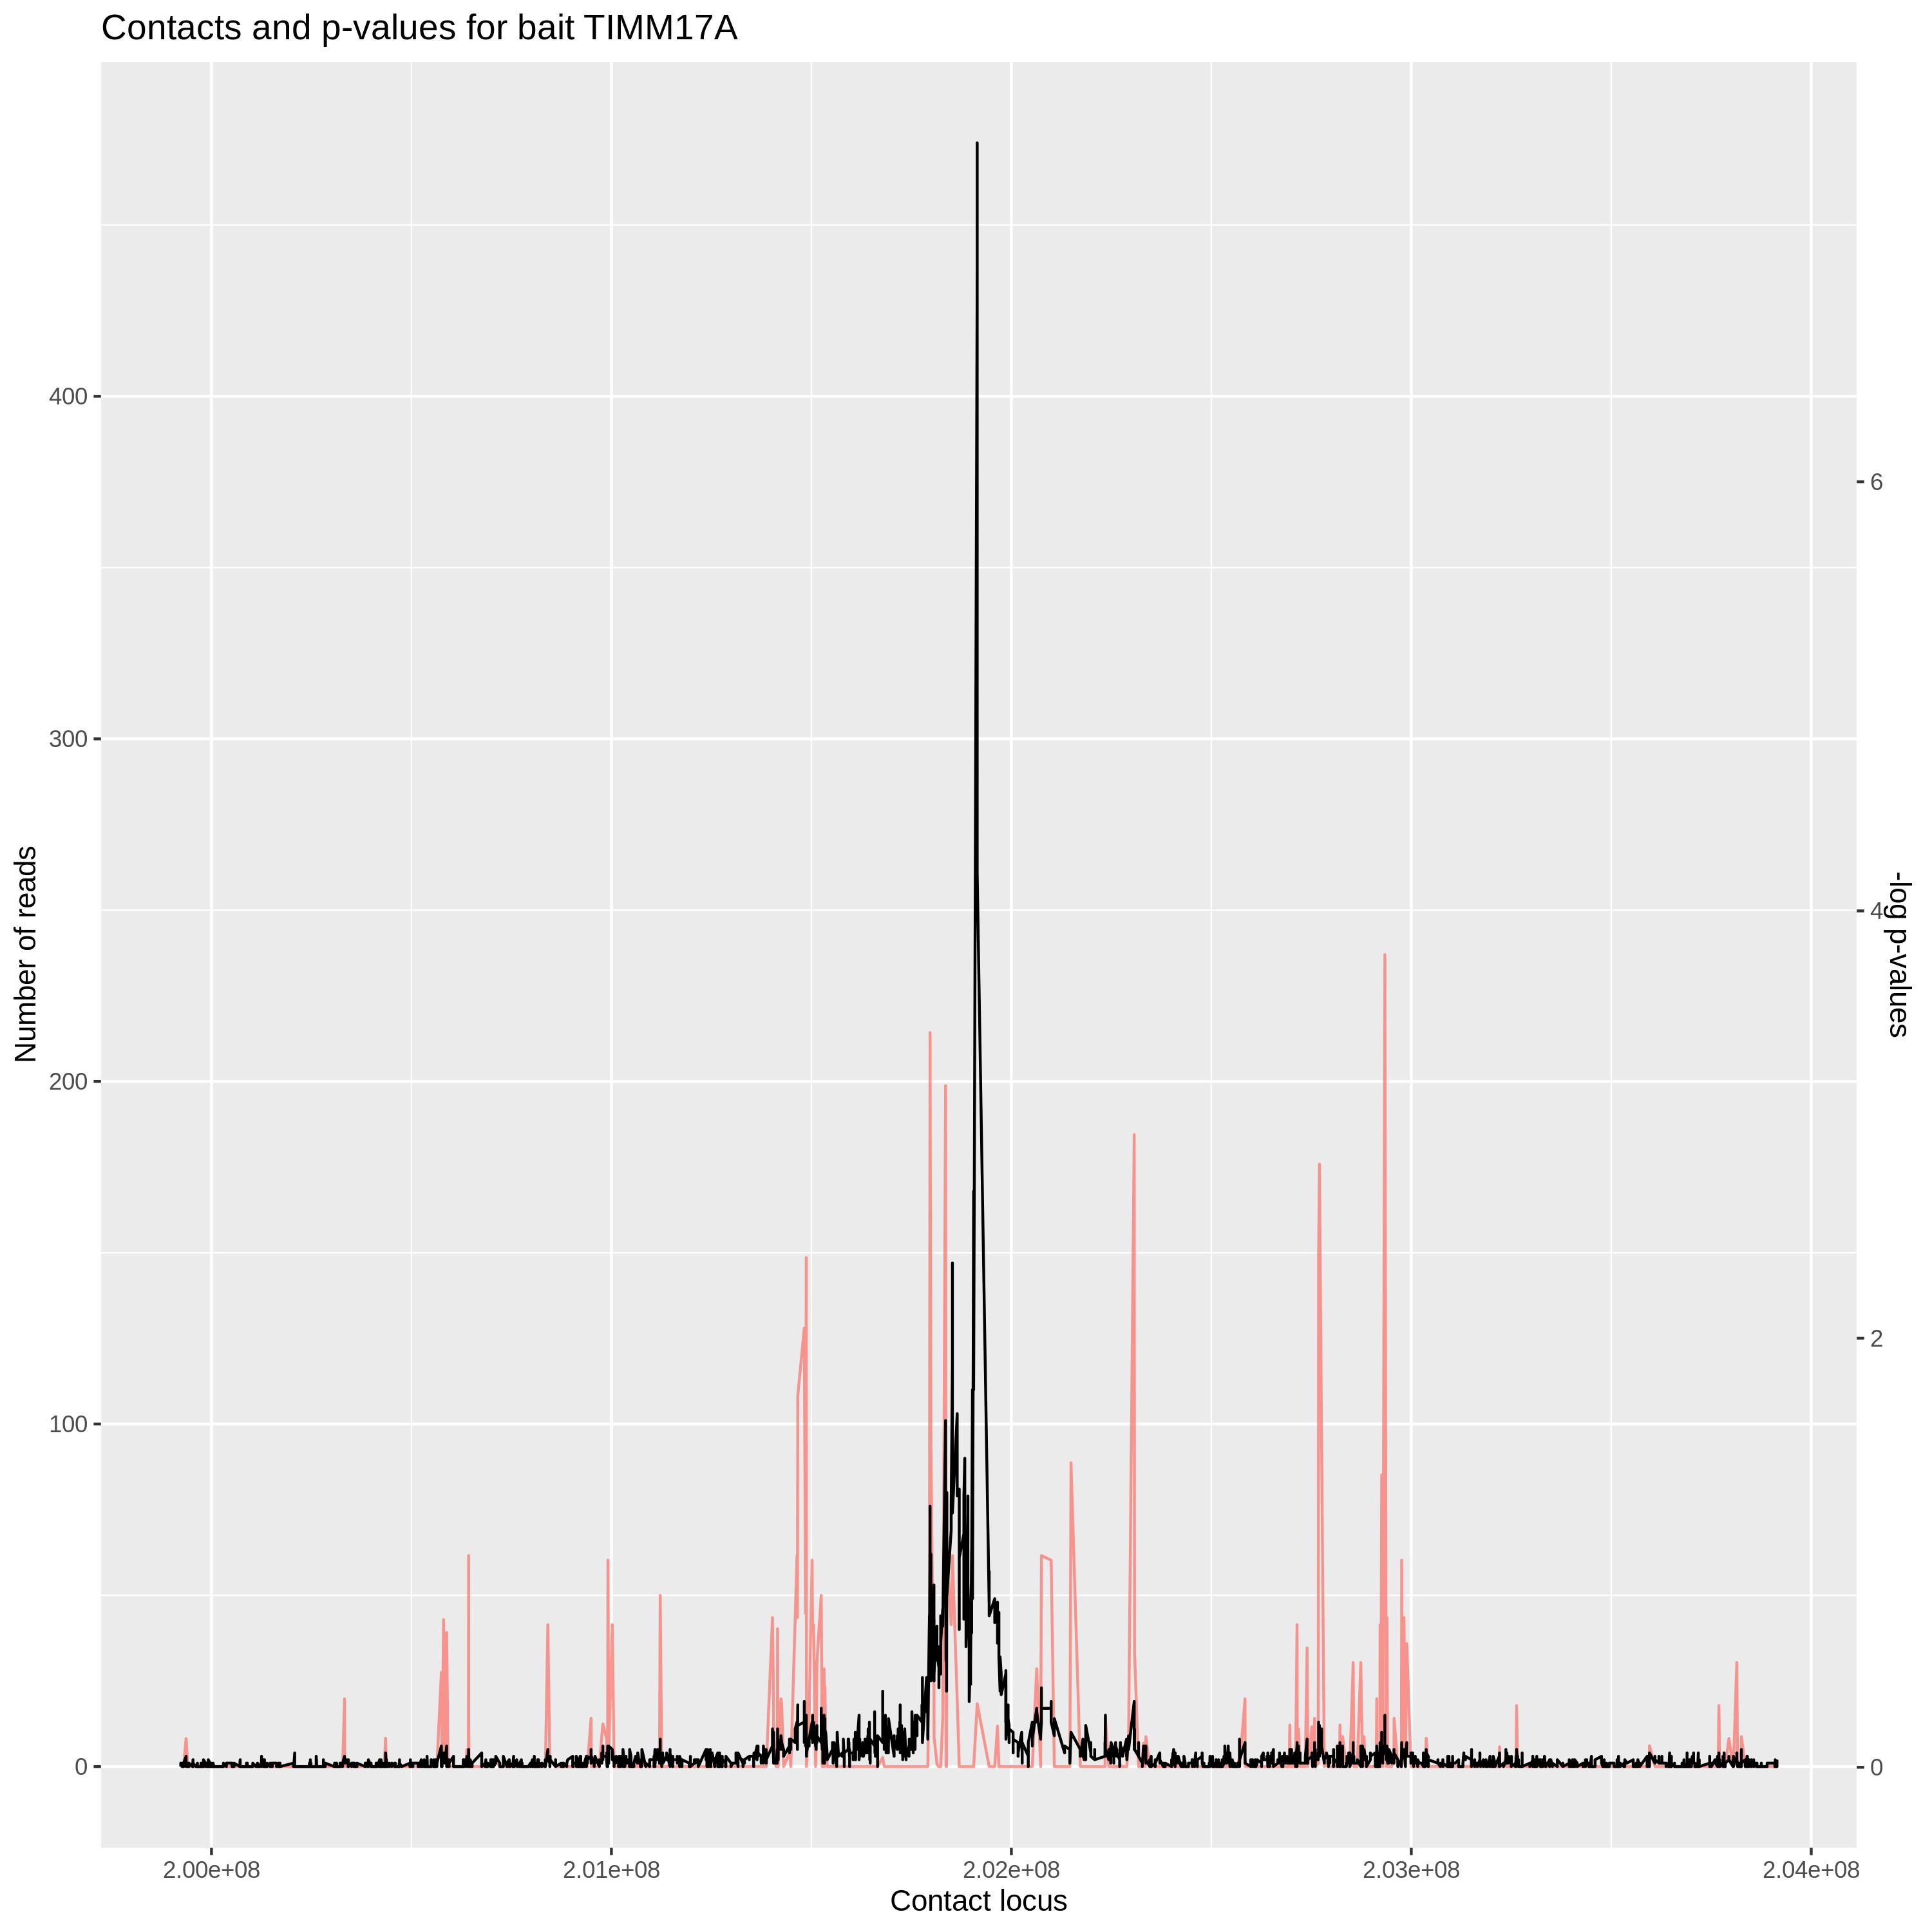 Contacts and p-values for bait TIMM17A
Number of reads
400
300
200
100
0
6
4
2
0
-log p-values
2.00e+08 2.01e+08 2.02e+08 2.03e+08 2.04e+08
Contact locus